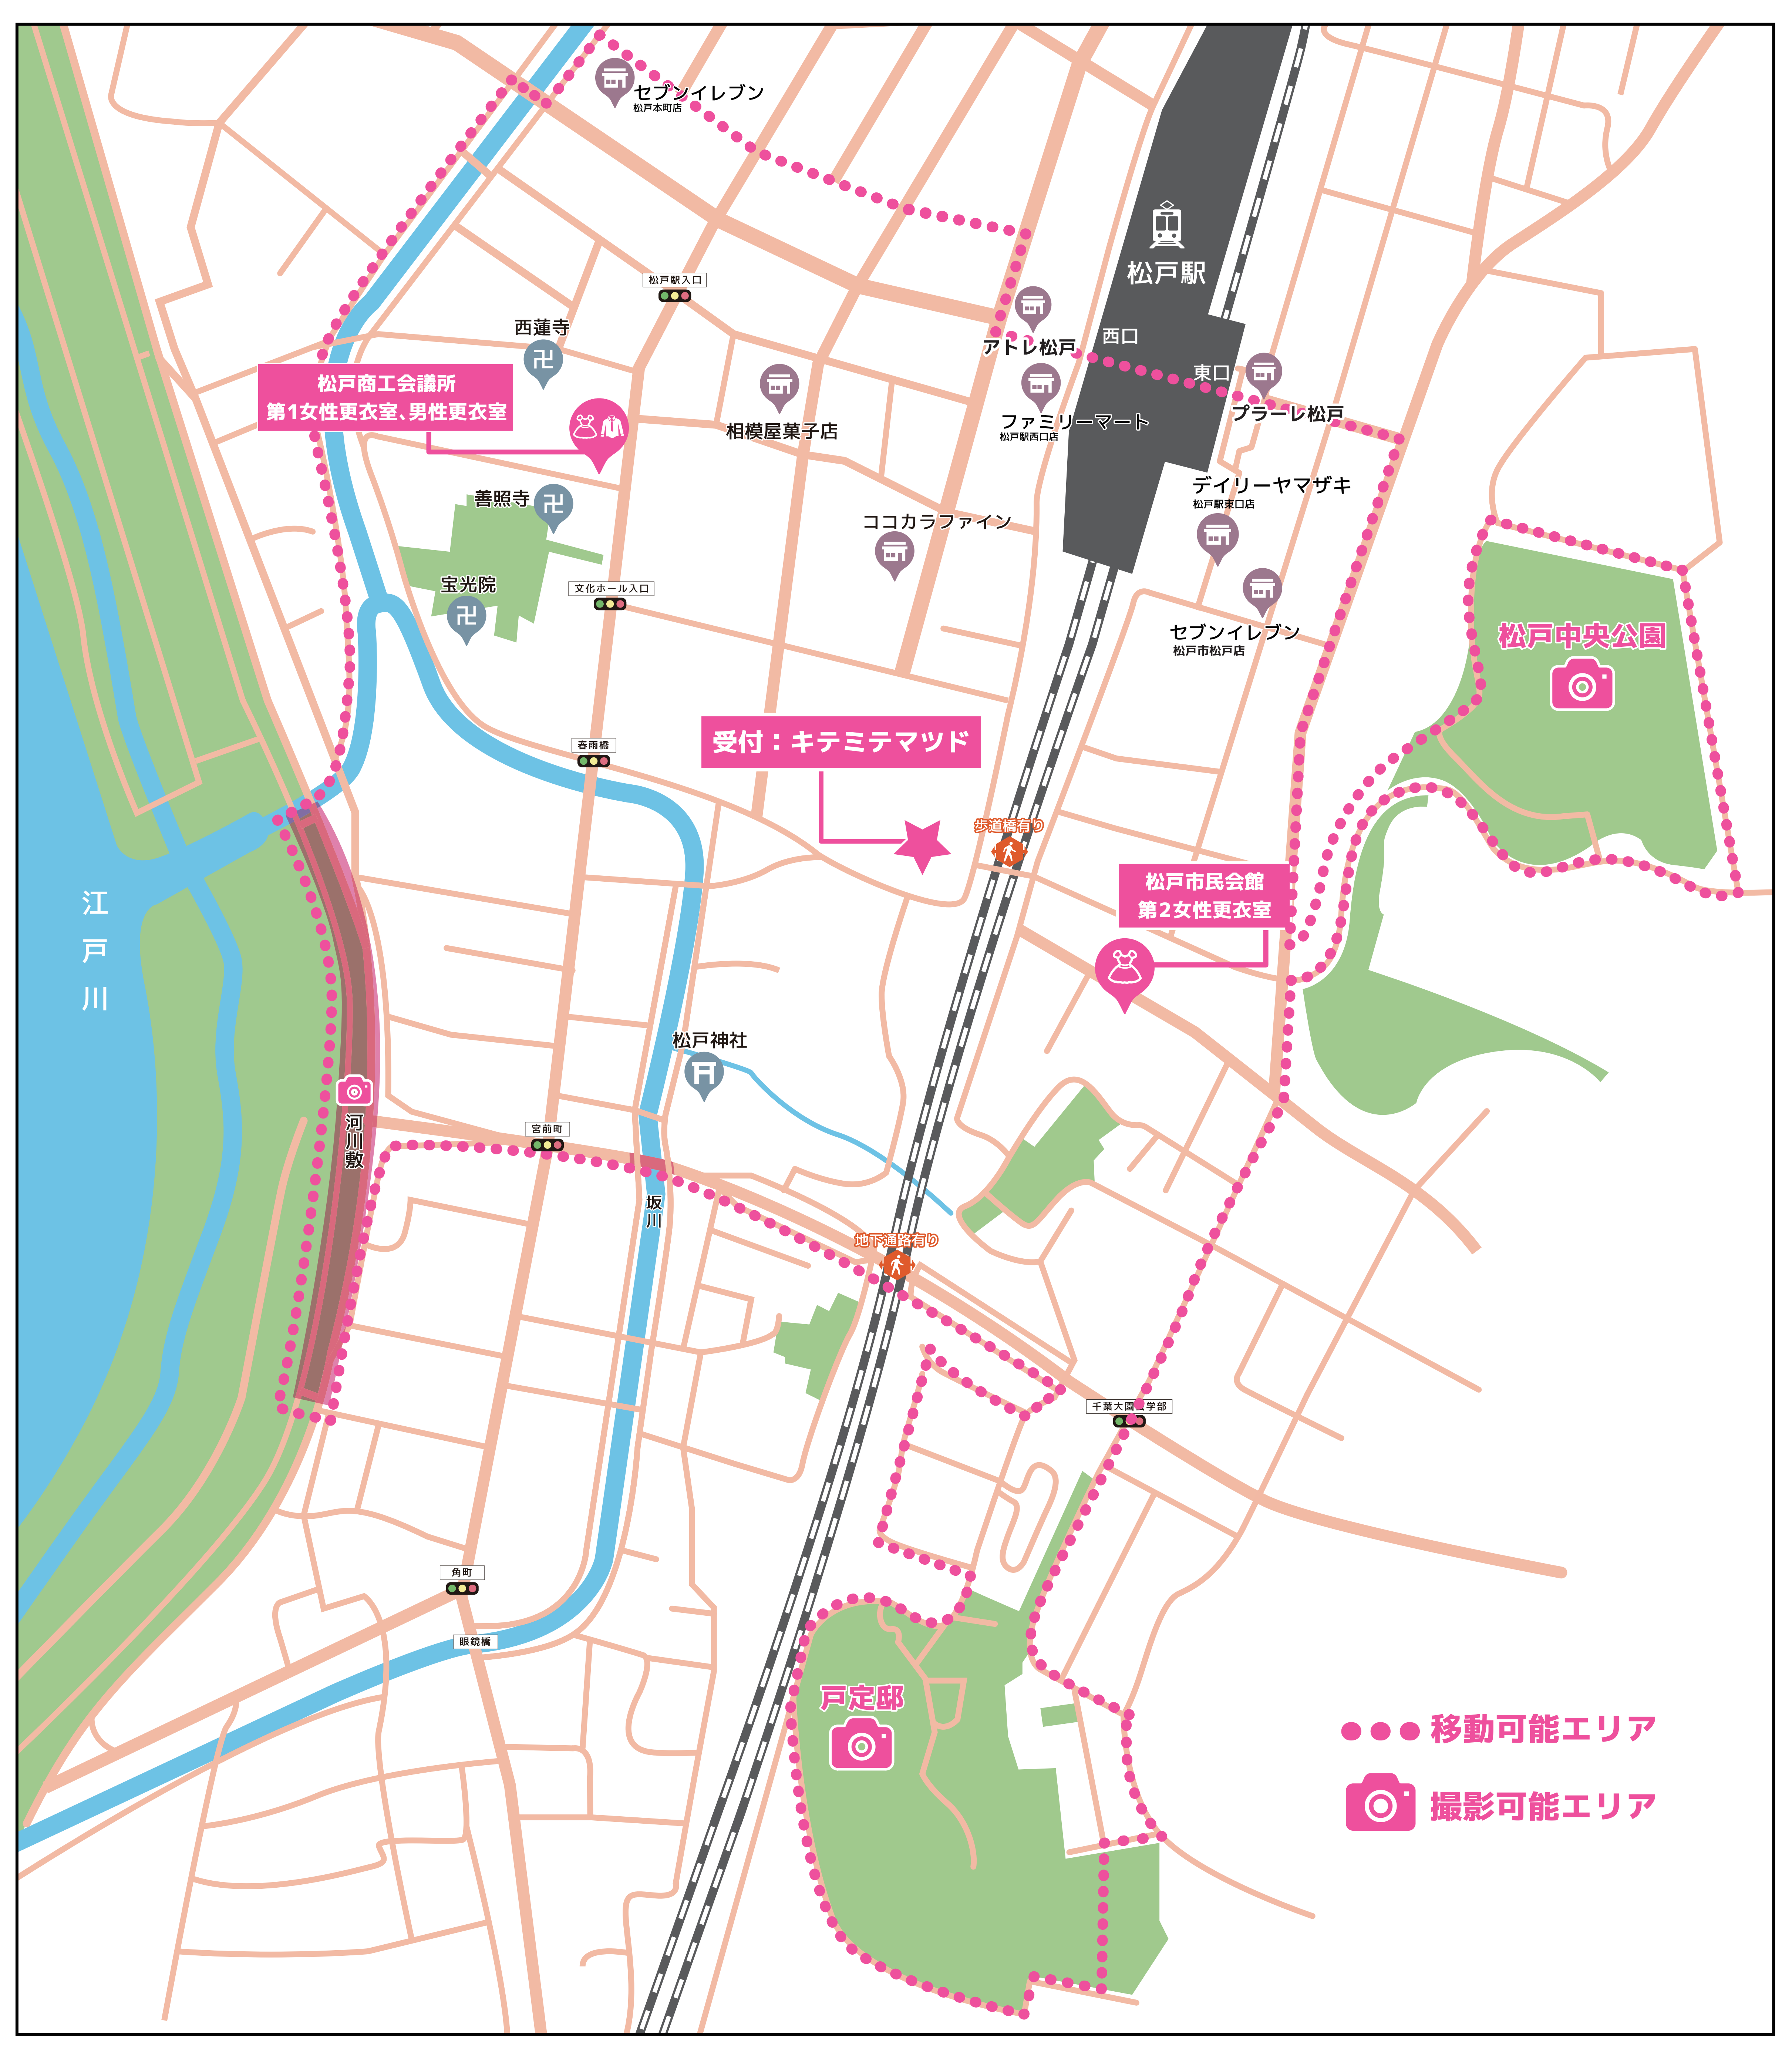 セブンイレブン
松戸本町店
松戸駅
松戸駅入口
西蓮寺
アトレ松戸
西口
東口
松戸商工会議所
第1女性更衣室、男性更衣室
相模屋菓子店
ファミリーマート
松戸駅西口店
プラーレ松戸
善照寺
デイリーヤマザキ
松戸駅東口店
ココカラファイン
宝光院
文化ホール入口
セブンイレブン
松戸市松戸店
松戸中央公園
春雨橋
受付：キテミテマツド
歩道橋有り
松戸市民会館
第2女性更衣室
江戸川
松戸神社
河川敷
宮前町
坂川
地下通路有り
千葉大園芸学部
角町
眼鏡橋
戸定邸
移動可能エリア
撮影可能エリア